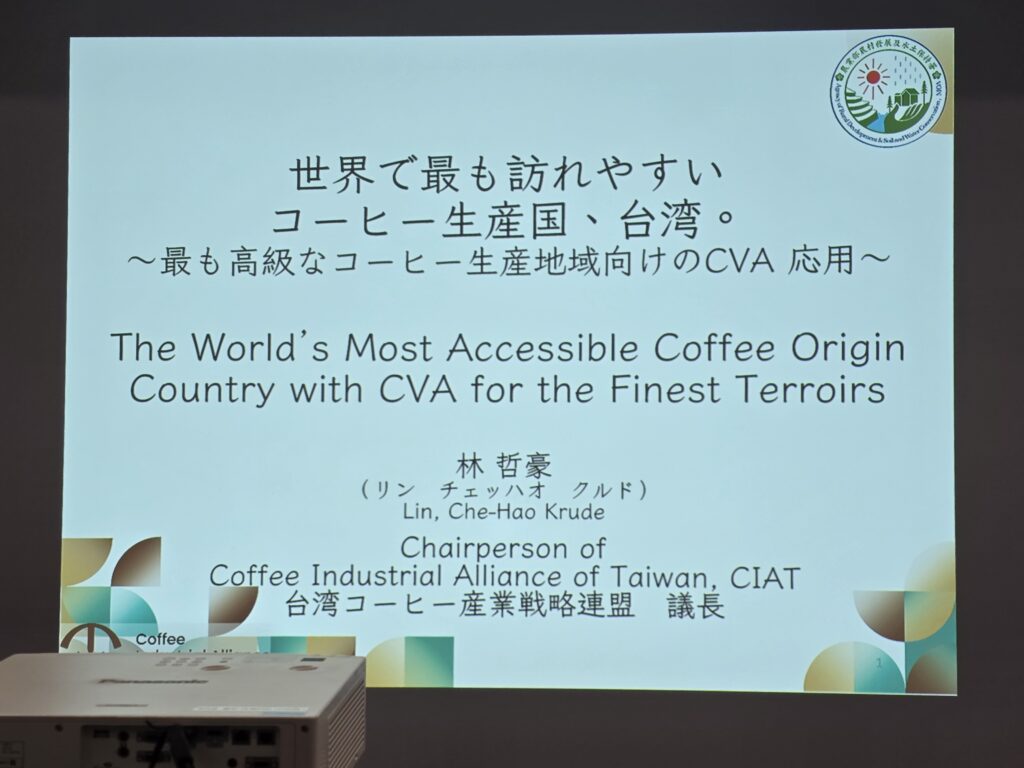 世界で最も訪れやすい
コーヒー生産国、台湾。
～最も高級なコーヒー生産地域向けのCVA 応用～
The World's Most Accessible Coffee Origin
Country with CVA for the Finest Terroirs
林 哲豪
（リン　チェッハオ　クルド）
Lin, Che-Hao Krude
Chairperson of
Coffee Industrial Alliance of Taiwan, CIAT
台湾コーヒー産業戦略連盟　議長
Coffee
1
Panasonic